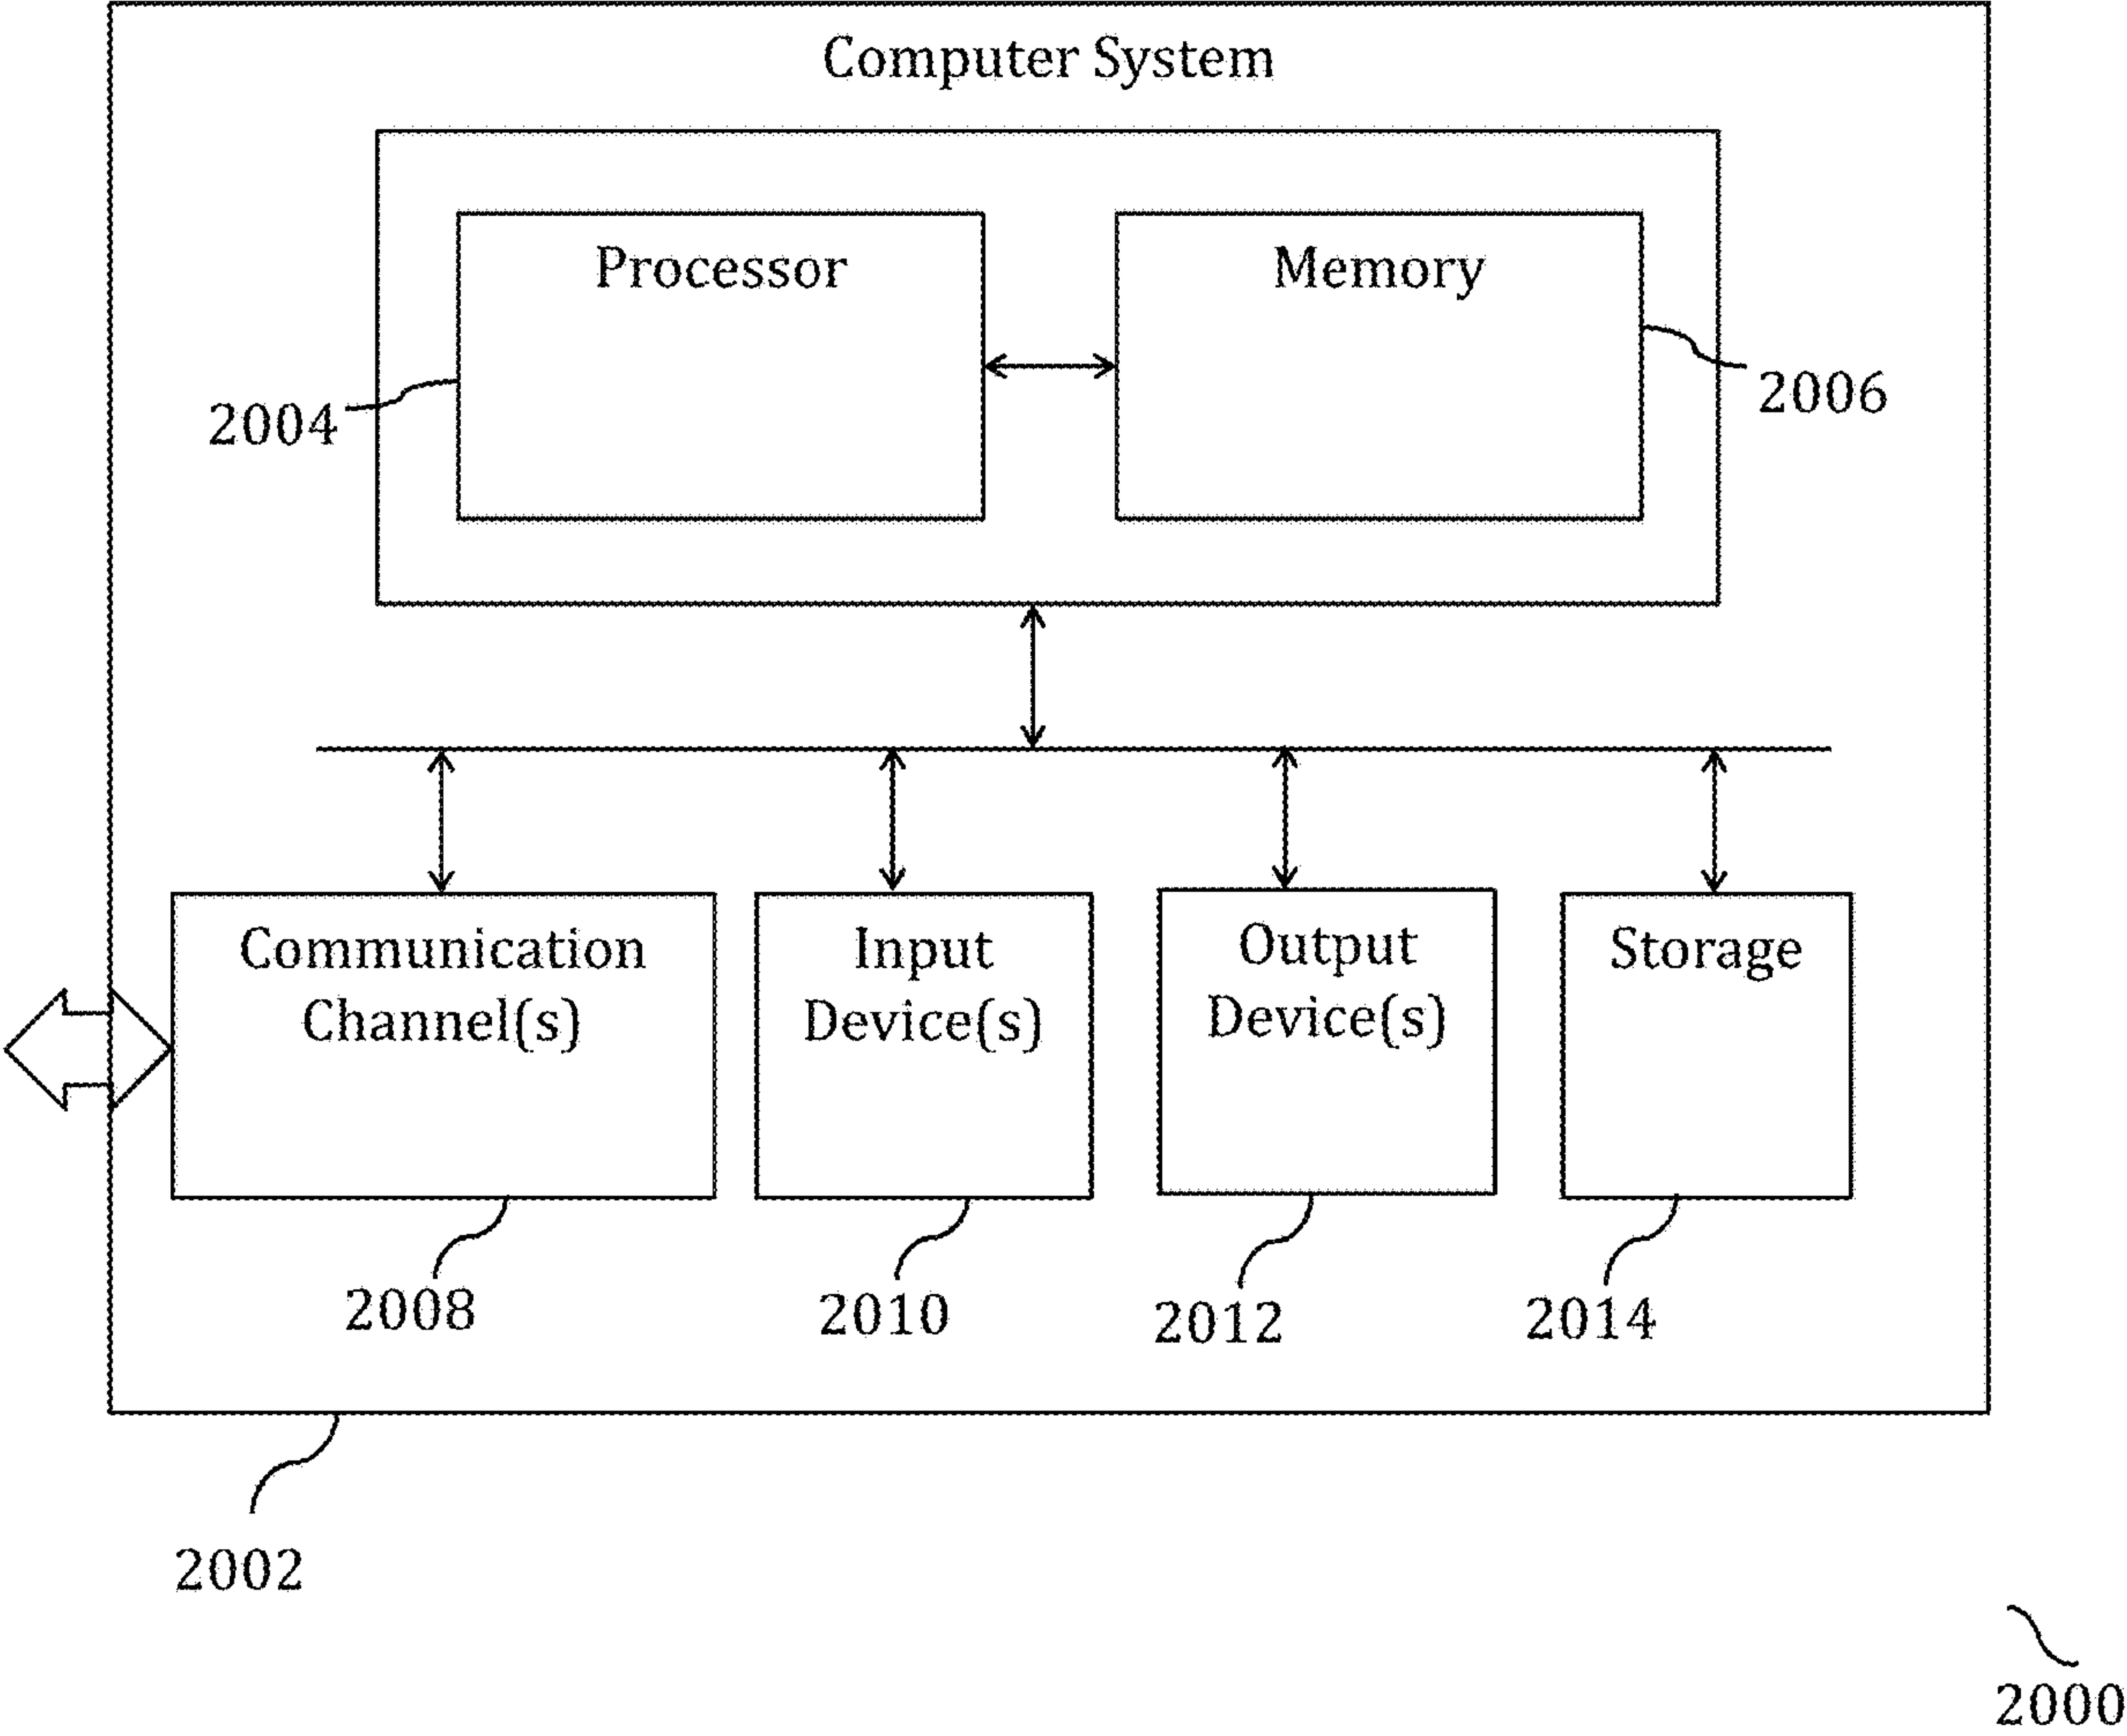 Computer System
Processor
Memory
2004
2006
Communication
Channel(s)
Input
Device(s)
Output
Device(s)
Storage
2008
2010
2012
2014
2002
2000